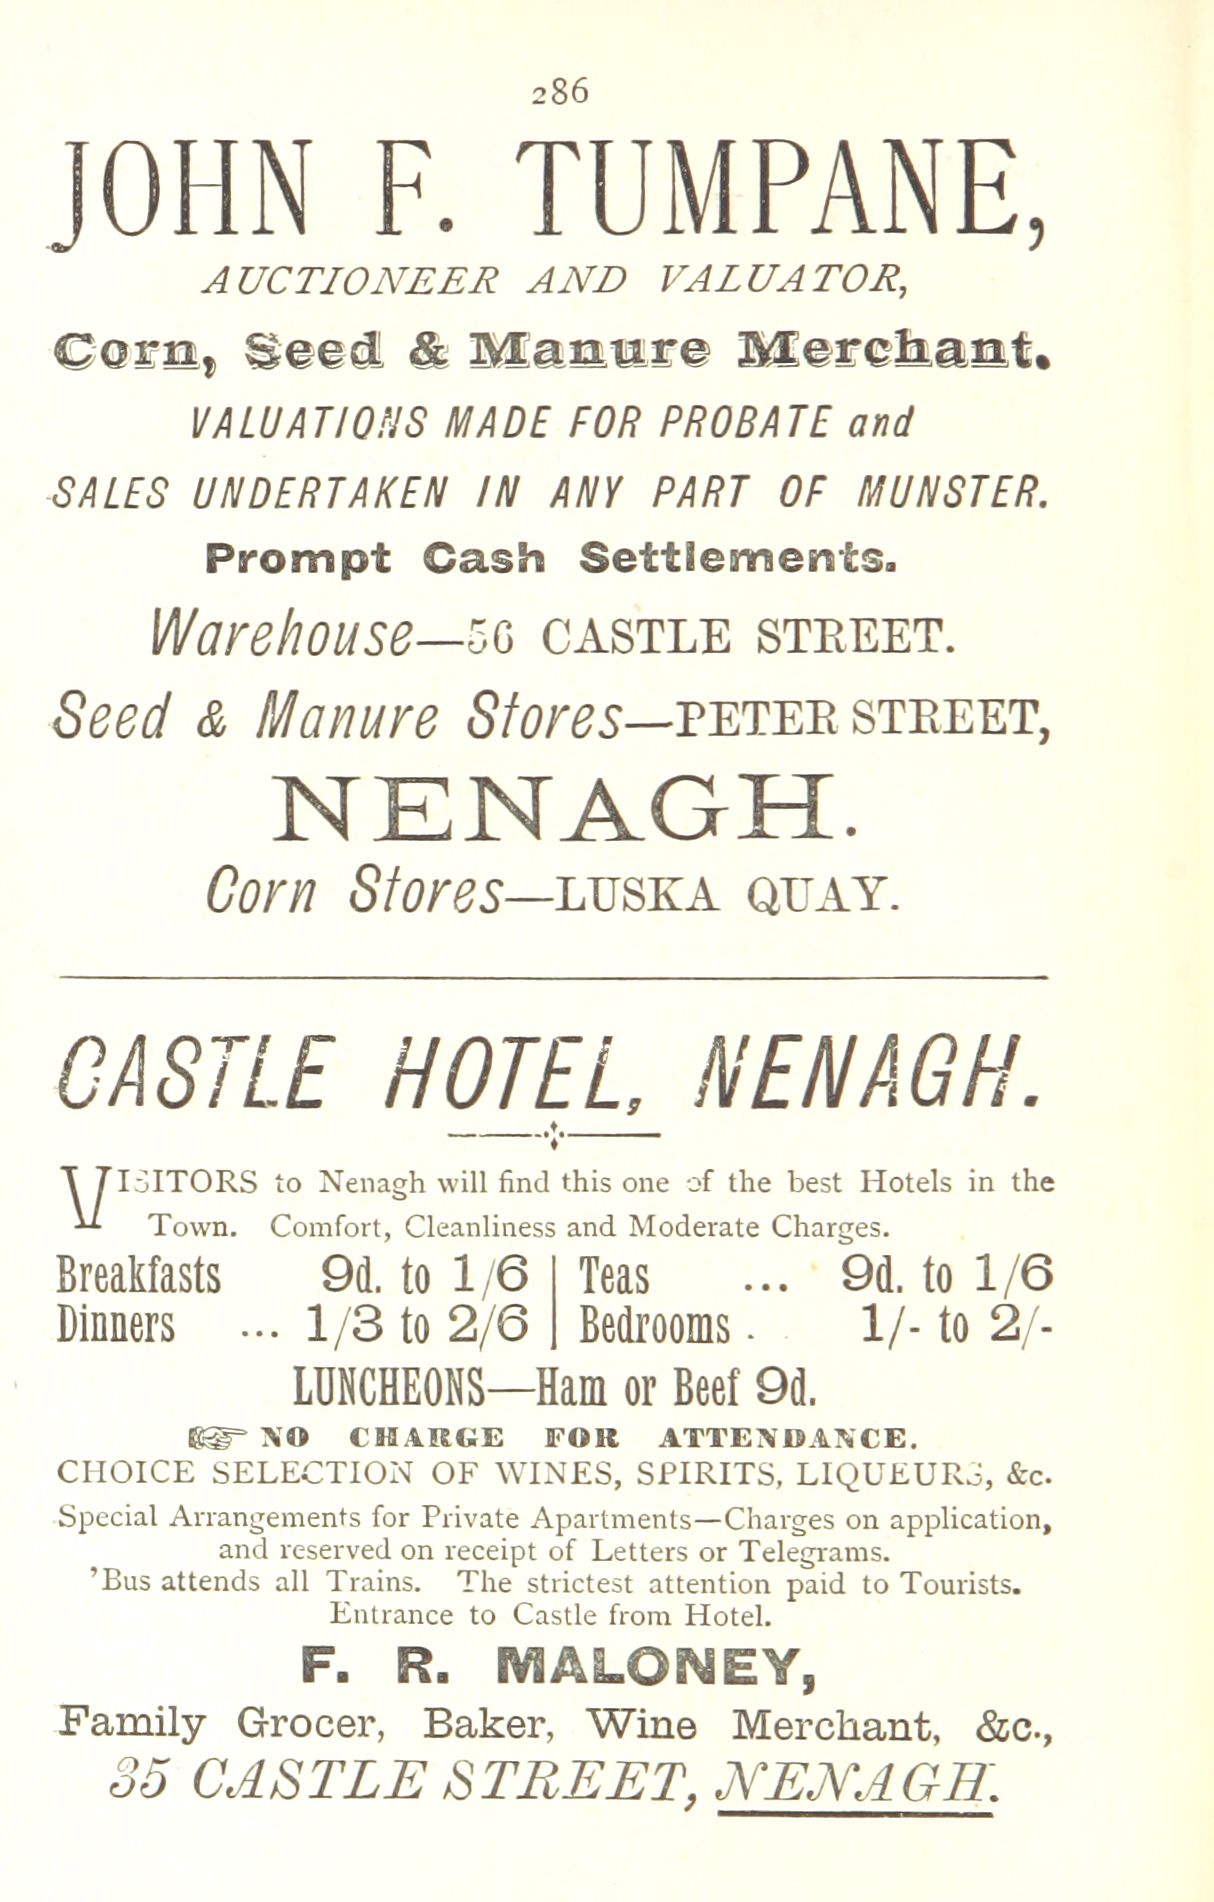 286
JOHN F. TUMPANE,
AUCTIONEER AND VALUATOR,
Corn, Seed & Manure Merchant.
VALUATIONS MADE FOR PROBATE and
SALES UNDERTAKEN IN ANY PART OF MUNSTER.
Prompt Cash Settlements.
Warehouse—56 CASTLE STREET.
Seed & Manure Stores—PETER STREET,
NENAGH.
Corn Stores—LUSKA QUAY.
CASTLE HOTEL, NENAGH.
VISITORS to Nenagh will find this one of the best Hotels in the
Town. Comfort, Cleanliness and Moderate Charges.
Breakfasts 9d. to 1/6 | Teas ... 9d. to 1/6
Dinners ... 1/3 to 2/6 | Bedrooms . 1/- to 2/-
LUNCHEONS—Ham or Beef 9d.
☞ NO CHARGE FOR ATTENDANCE.
CHOICE SELECTION OF WINES, SPIRITS, LIQUEURS, &c.
Special Arrangements for Private Apartments—Charges on application,
and reserved on receipt of Letters or Telegrams.
'Bus attends all Trains. The strictest attention paid to Tourists.
Entrance to Castle from Hotel.
F. R. MALONEY,
Family Grocer, Baker, Wine Merchant, &c.,
35 CASTLE STREET, NENAGH.